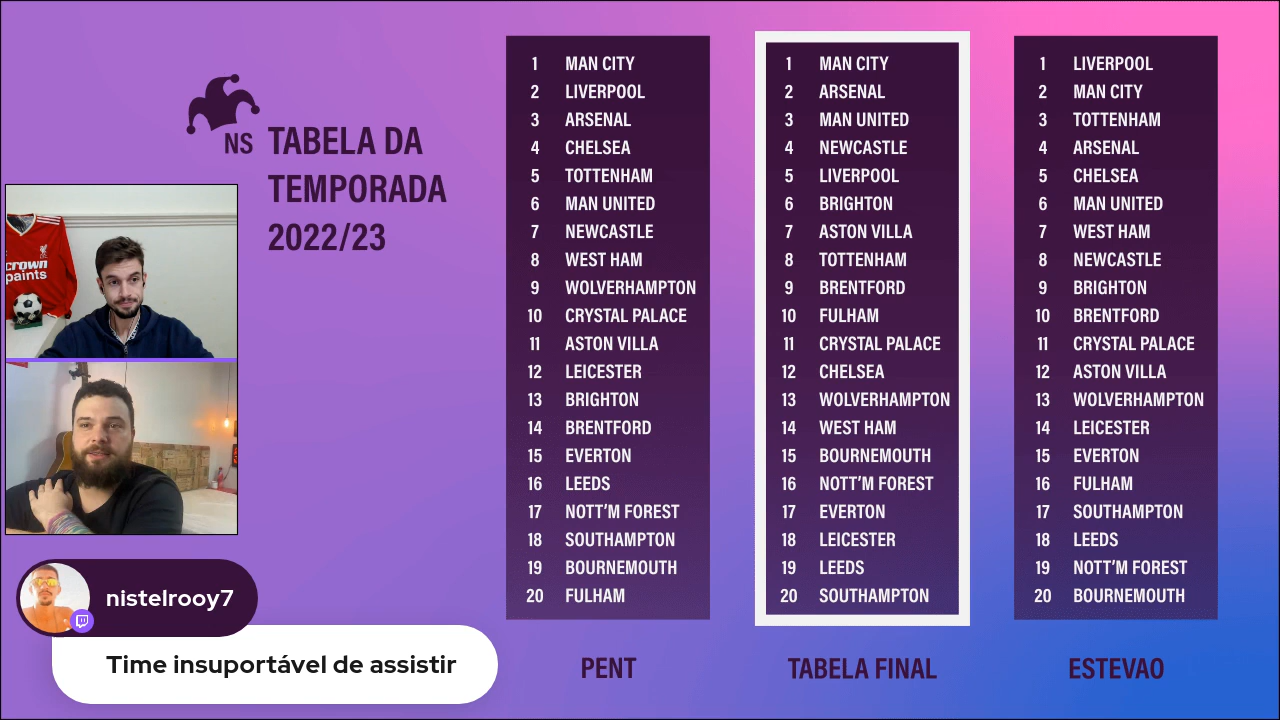 NS
TABELA DA
TEMPORADA
2022/23
crown
paints
nistelrooy7
Time insuportável de assistir
1 MAN CITY
2 LIVERPOOL
3 ARSENAL
4 CHELSEA
5 TOTTENHAM
6 MAN UNITED
7 NEWCASTLE
8 WEST HAM
9 WOLVERHAMPTON
10 CRYSTAL PALACE
11 ASTON VILLA
12 LEICESTER
13 BRIGHTON
14 BRENTFORD
15 EVERTON
16 LEEDS
17 NOTT'M FOREST
18 SOUTHAMPTON
19 BOURNEMOUTH
20 FULHAM
PENT
1 MAN CITY
2 ARSENAL
3 MAN UNITED
4 NEWCASTLE
5 LIVERPOOL
6 BRIGHTON
7 ASTON VILLA
8 TOTTENHAM
9 BRENTFORD
10 FULHAM
11 CRYSTAL PALACE
12 CHELSEA
13 WOLVERHAMPTON
14 WEST HAM
15 BOURNEMOUTH
16 NOTT'M FOREST
17 EVERTON
18 LEICESTER
19 LEEDS
20 SOUTHAMPTON
TABELA FINAL
1 LIVERPOOL
2 MAN CITY
3 TOTTENHAM
4 ARSENAL
5 CHELSEA
6 MAN UNITED
7 WEST HAM
8 NEWCASTLE
9 BRIGHTON
10 BRENTFORD
11 CRYSTAL PALACE
12 ASTON VILLA
13 WOLVERHAMPTON
14 LEICESTER
15 EVERTON
16 FULHAM
17 SOUTHAMPTON
18 LEEDS
19 NOTT'M FOREST
20 BOURNEMOUTH
ESTEVAO